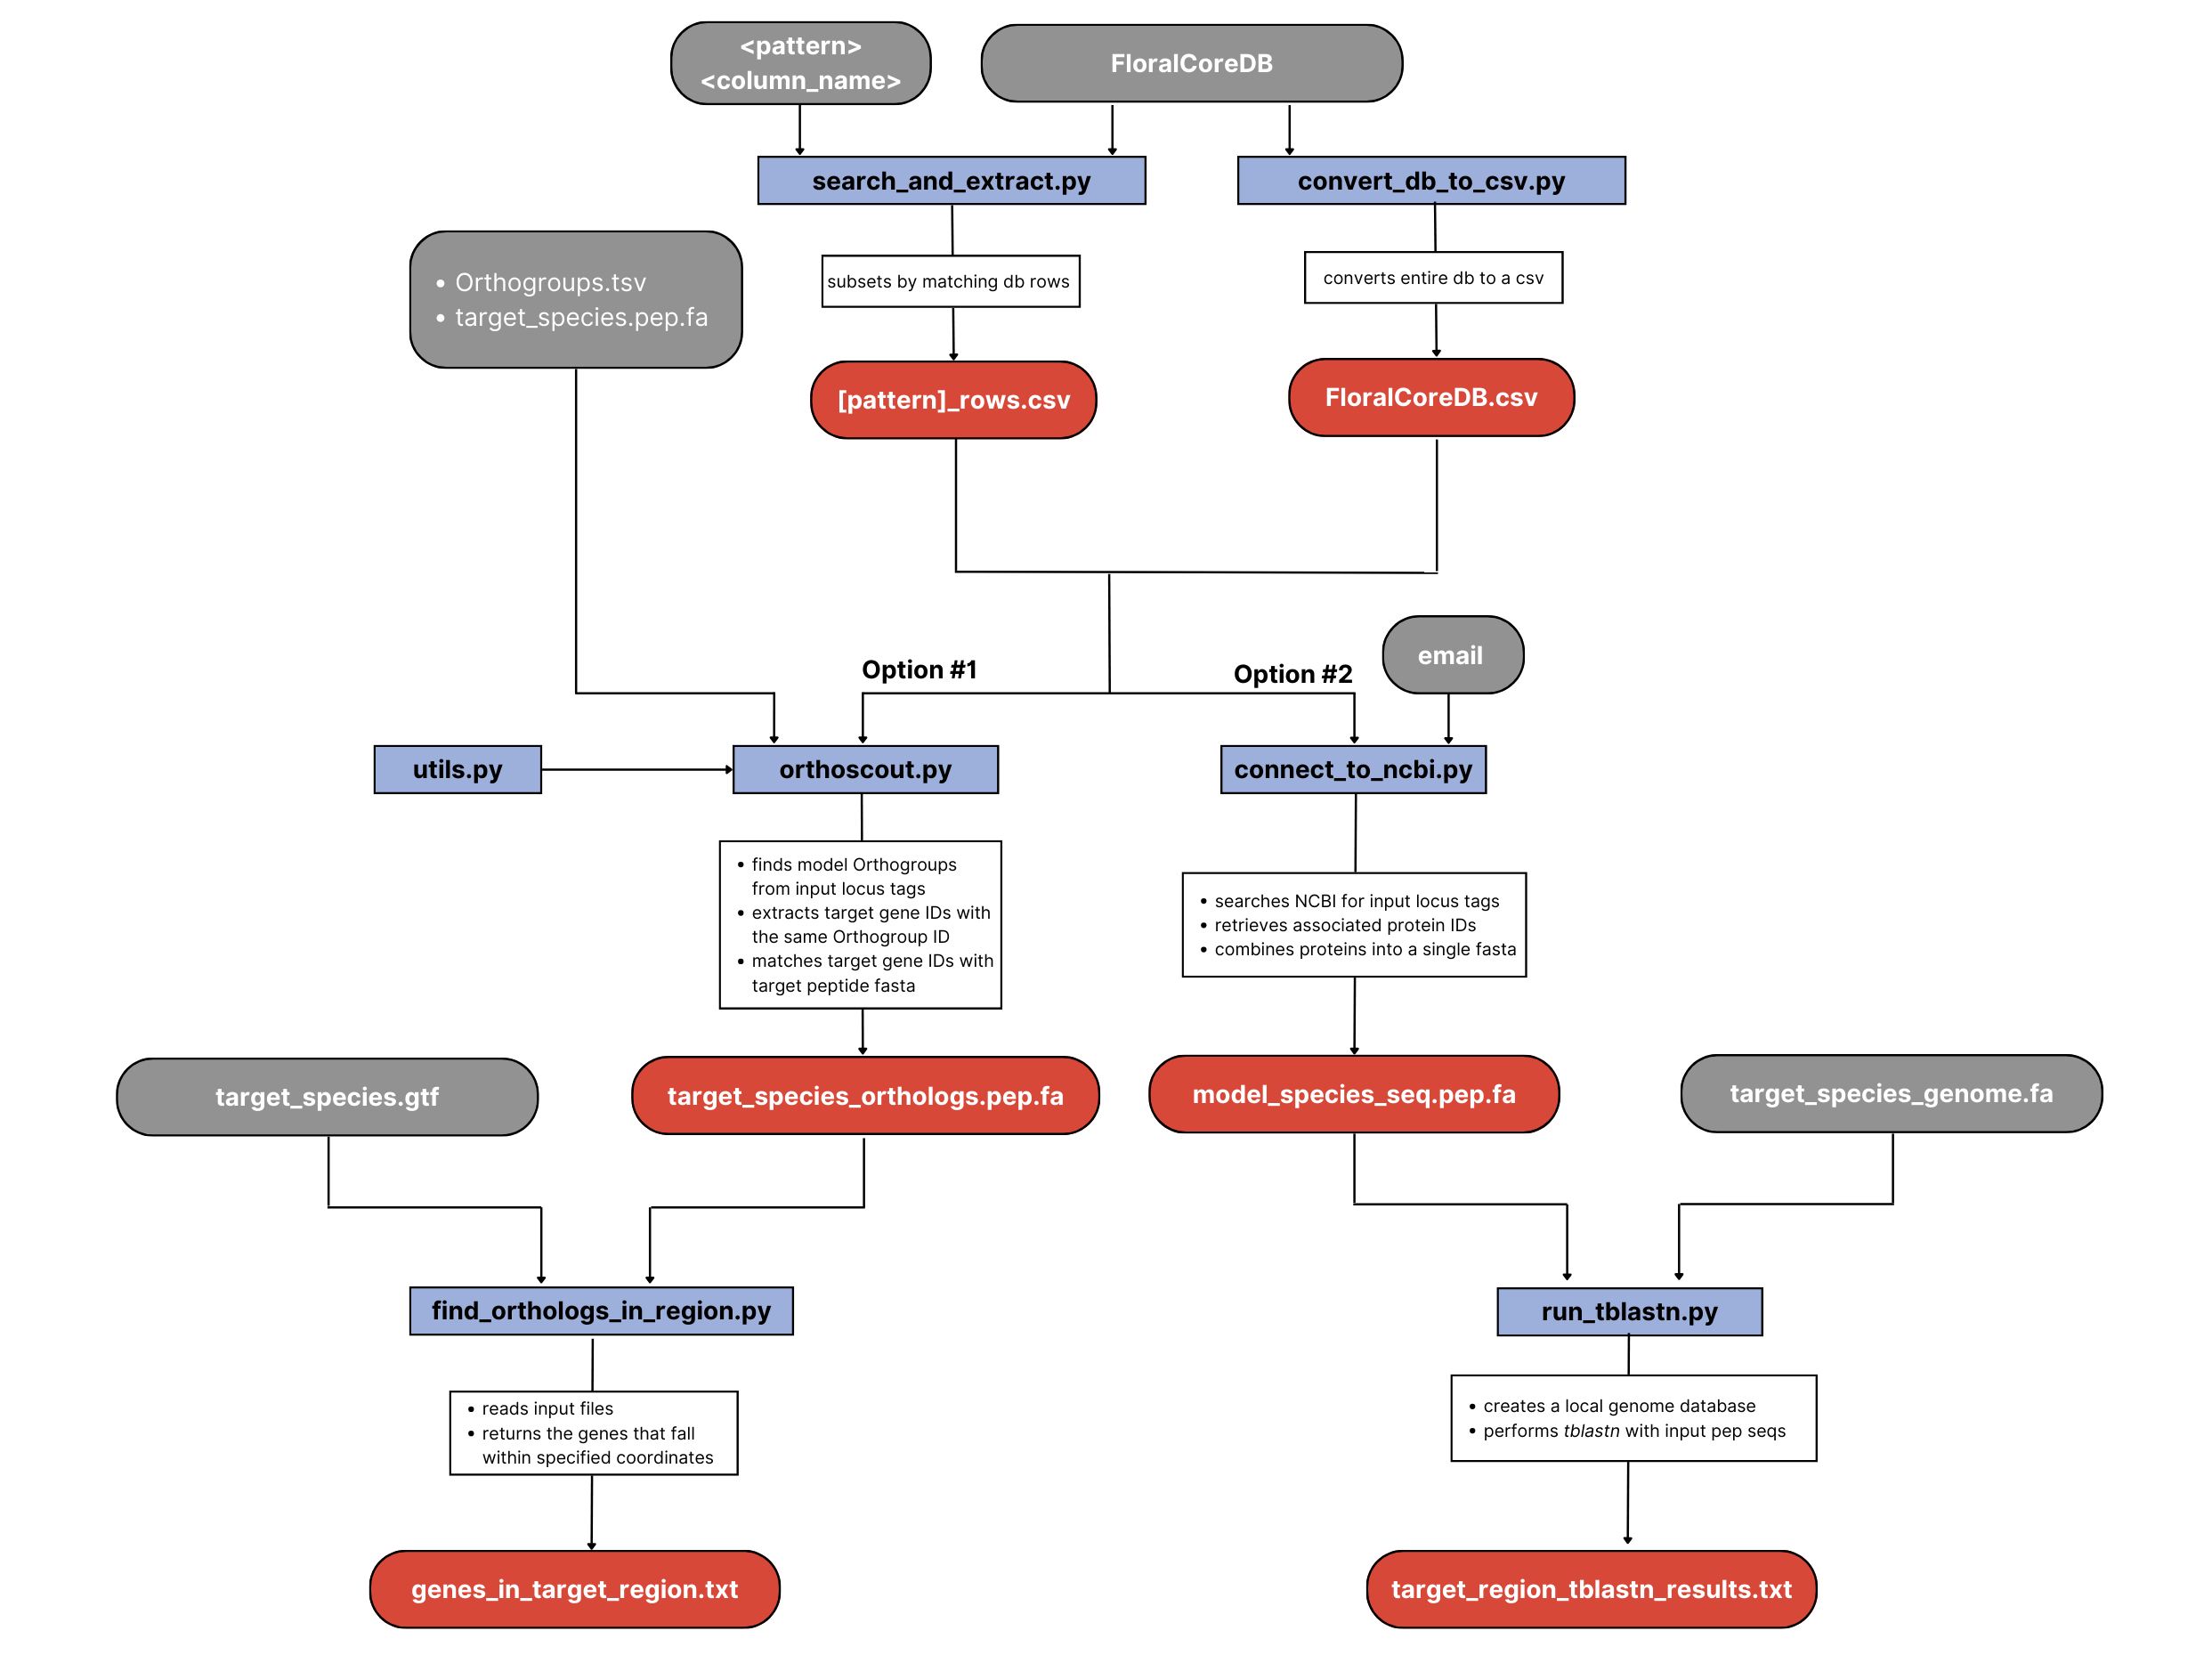 <pattern>
<column_name>
FloralCoreDB
search_and_extract.py
convert_db_to_csv.py
• Orthogroups.tsv
• target_species.pep.fa
subsets by matching db rows
converts entire db to a csv
[pattern]_rows.csv
FloralCoreDB.csv
Option #1
Option #2
email
utils.py
orthoscout.py
connect_to_ncbi.py
• finds model Orthogroups
from input locus tags
• extracts target gene IDs with
the same Orthogroup ID
• matches target gene IDs with
target peptide fasta
• searches NCBI for input locus tags
• retrieves associated protein IDs
• combines proteins into a single fasta
target_species.gtf
target_species_orthologs.pep.fa
model_species_seq.pep.fa
target_species_genome.fa
find_orthologs_in_region.py
run_tblastn.py
• reads input files
• returns the genes that fall
within specified coordinates
• creates a local genome database
• performs tblastn with input pep seqs
genes_in_target_region.txt
target_region_tblastn_results.txt